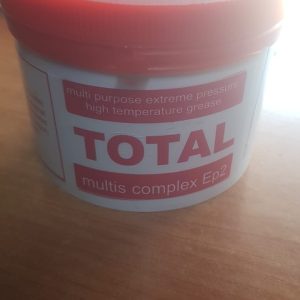 multi purpose extreme pressure
high temperature grease
TOTAL
multis complex Ep2